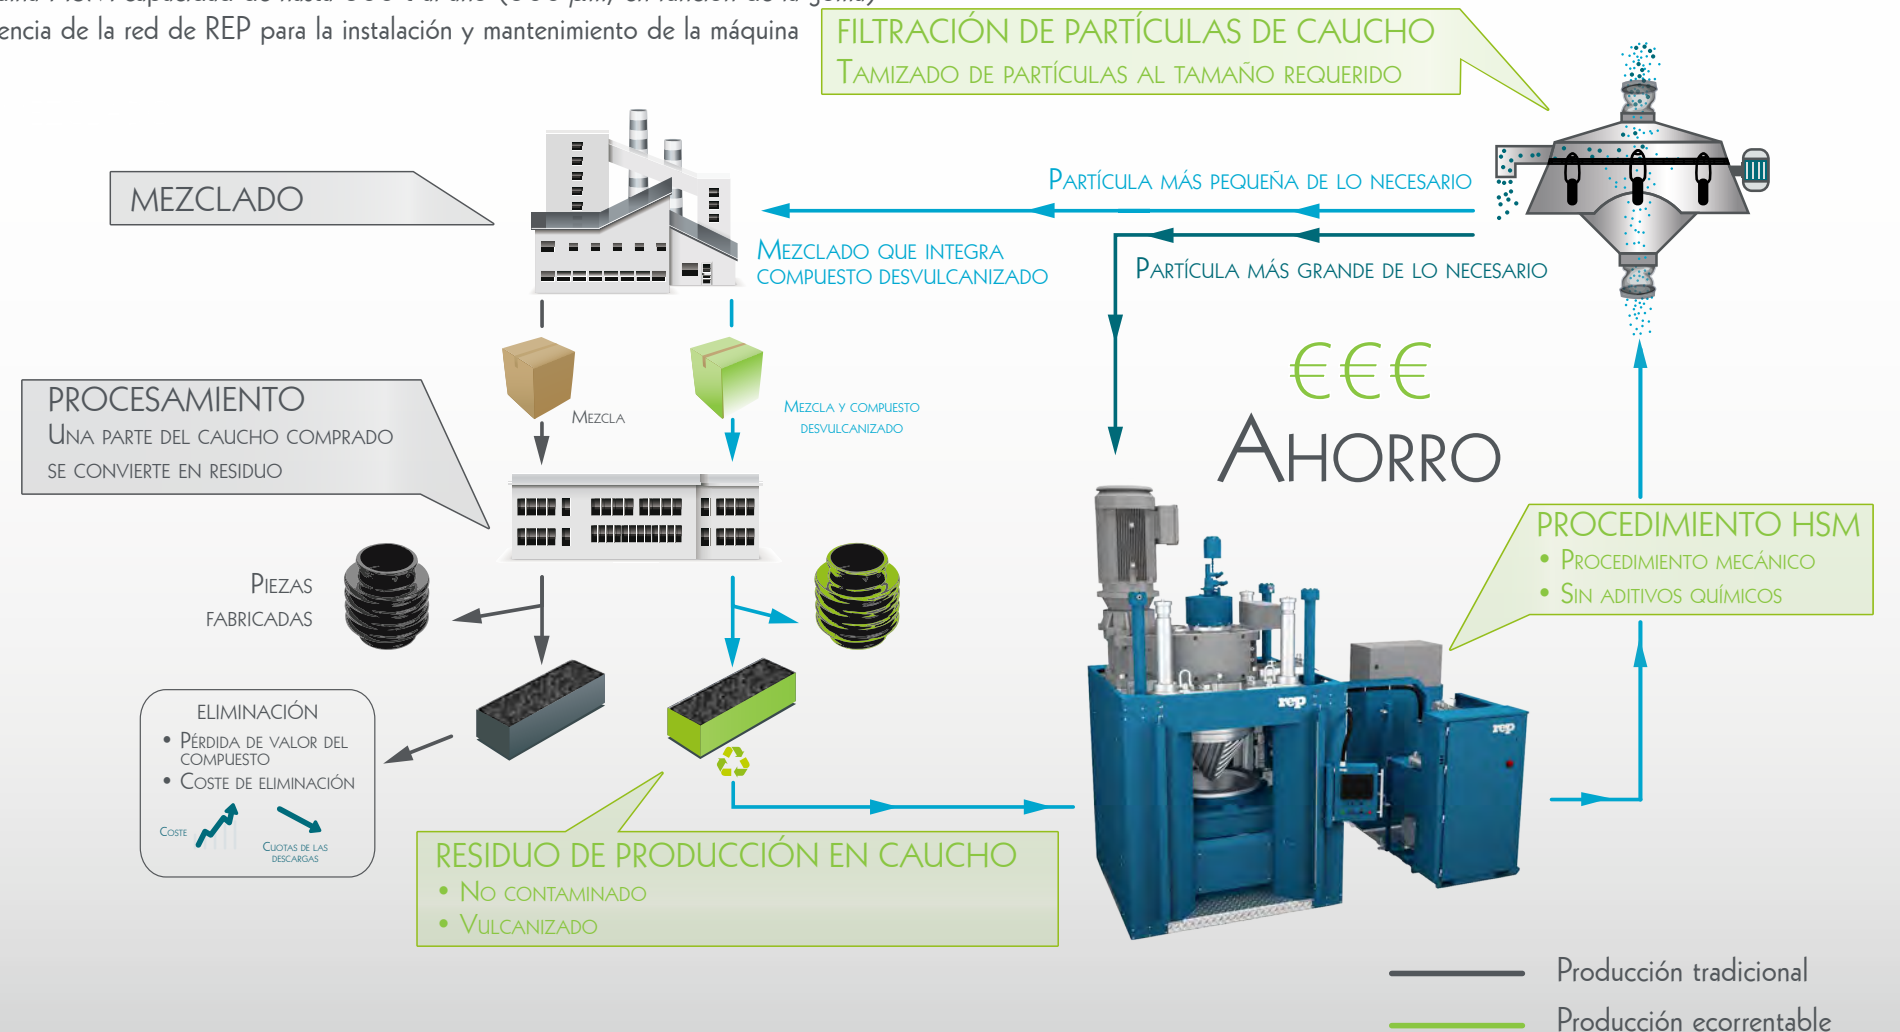 encia de la red de REP para la instalación y mantenimiento de la máquina
FILTRACIÓN DE PARTÍCULAS DE CAUCHO
Tamizado de partículas al tamaño requerido
MEZCLADO
Partícula más pequeña de lo necesario
Mezclado que integra
compuesto desvulcanizado
Partícula más grande de lo necesario
€€€
Ahorro
Mezcla
Mezcla y compuesto
desvulcanizado
PROCESAMIENTO
Una parte del caucho comprado
se convierte en residuo
PROCEDIMIENTO HSM
• Procedimiento mecánico
• Sin aditivos químicos
Piezas
fabricadas
rep
rep
ELIMINACIÓN
• Pérdida de valor del
compuesto
• Coste de eliminación
Coste
Cuotas de las
descargas
RESIDUO DE PRODUCCIÓN EN CAUCHO
• No contaminado
• Vulcanizado
Producción tradicional
Producción ecorrentable